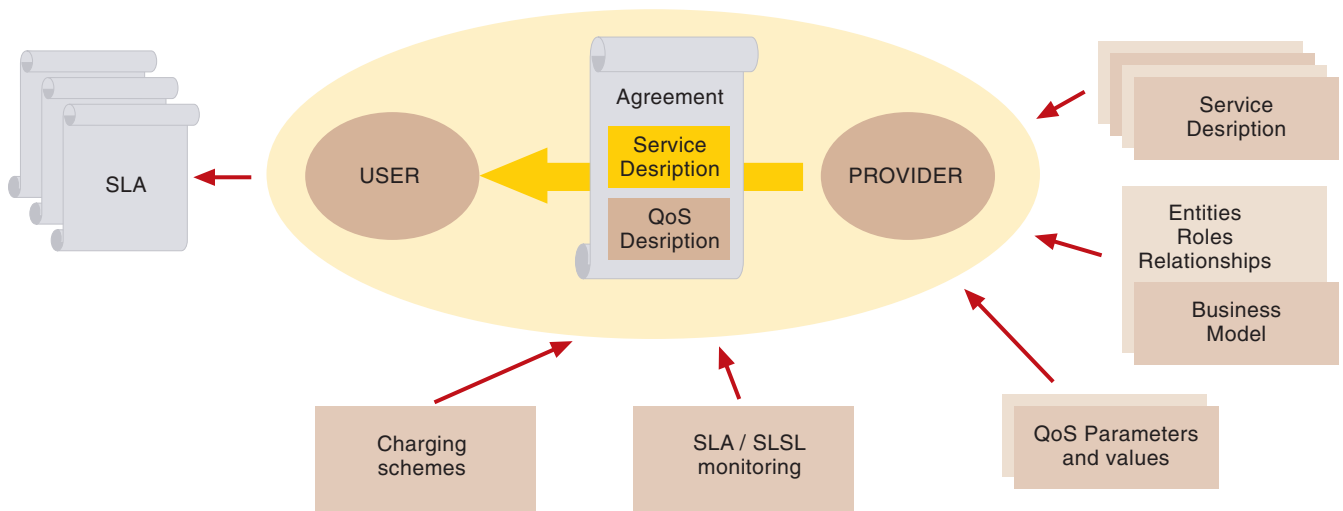 SLA
USER
Agreement
Service
Desription
QoS
Desription
PROVIDER
Service
Desription
Entities
Roles
Relationships
Business
Model
Charging
schemes
SLA / SLSL
monitoring
QoS Parameters
and values